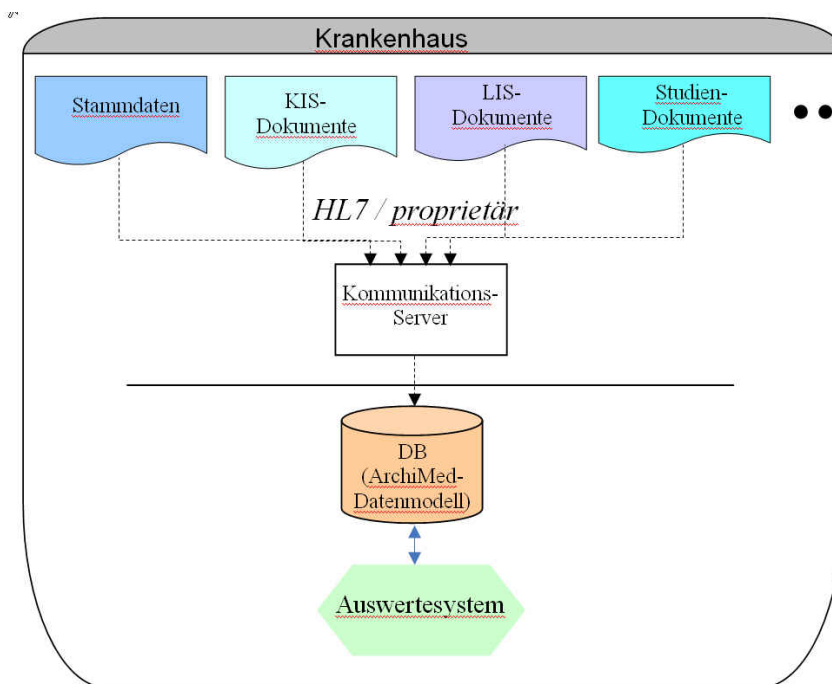 Krankenhaus
Stammdaten
KIS-
Dokumente
LIS-
Dokumente
Studien-
Dokumente
HL7 / proprietär
Kommunikations-
Server
DB
(ArchiMed-
Datenmodell)
Auswertesystem